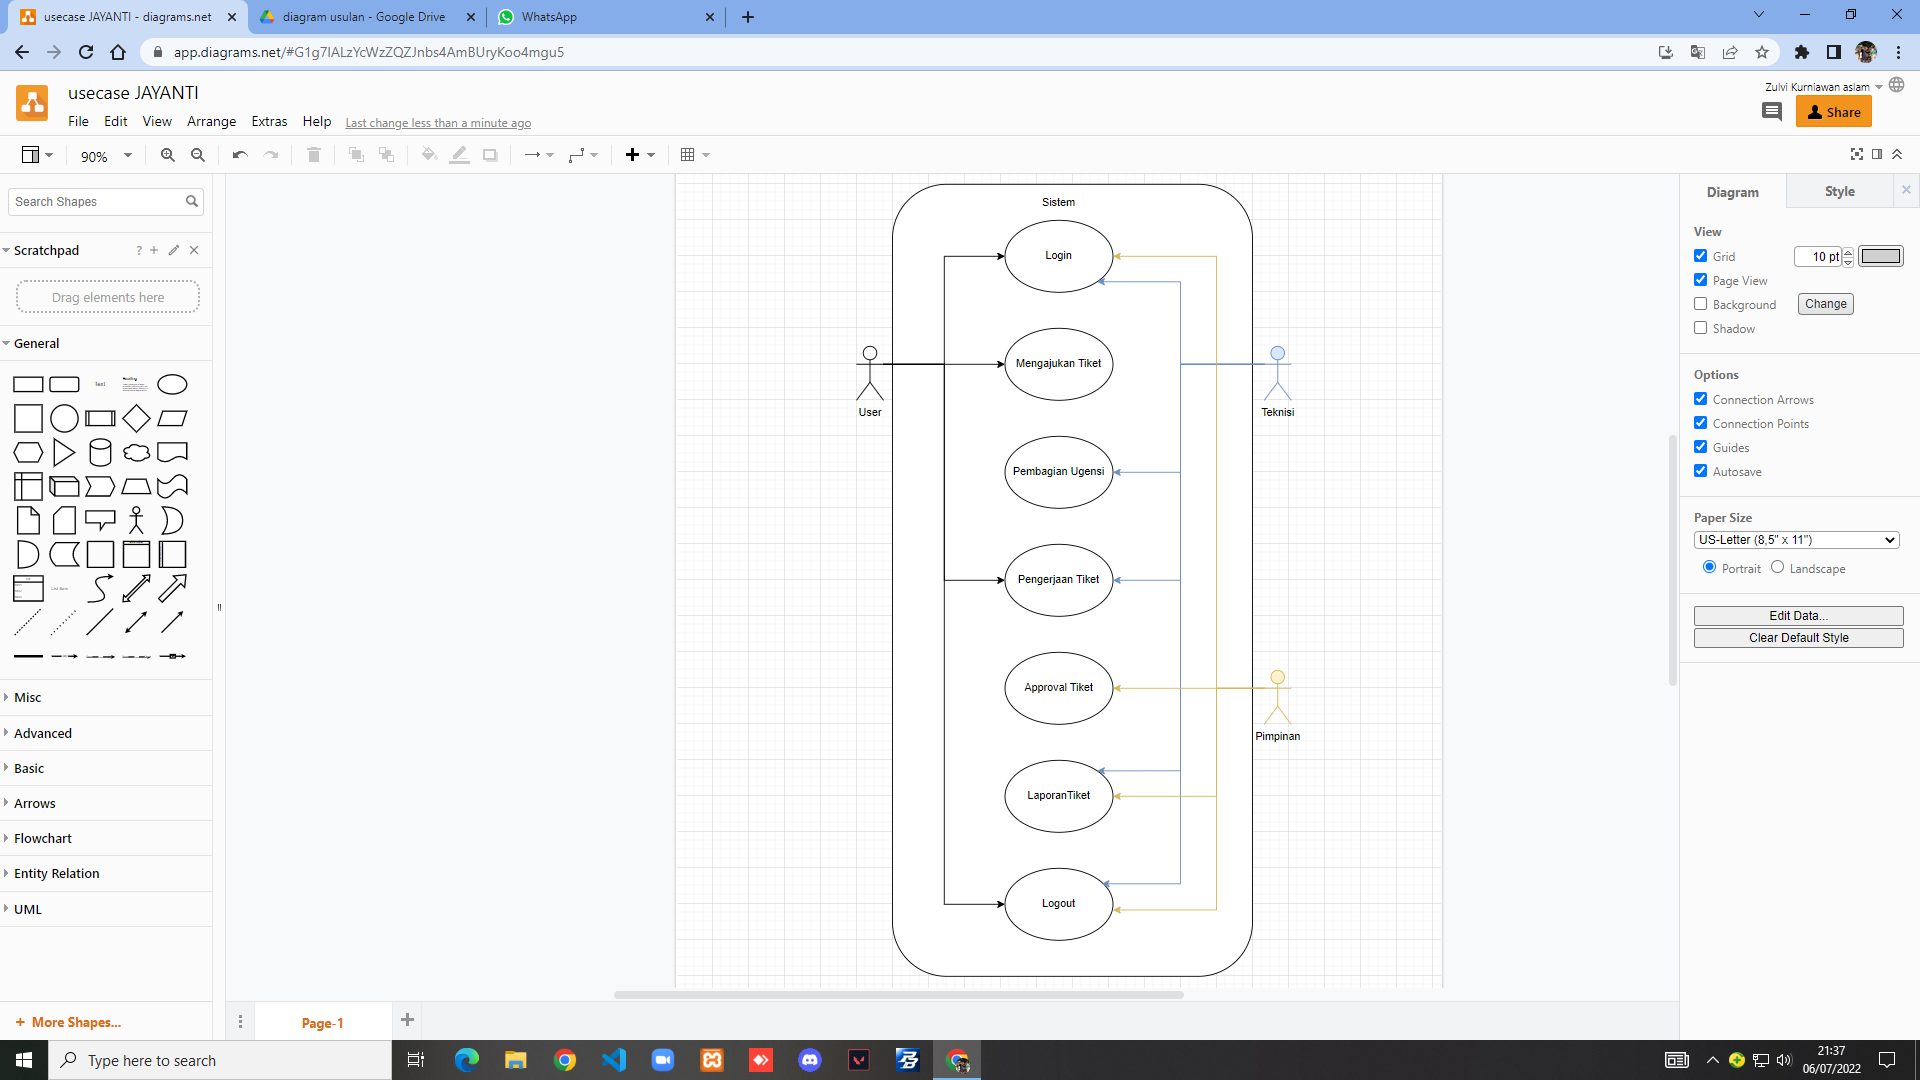 usecase JAYANTI - diagrams.net
diagram usulan - Google Drive
WhatsApp
app.diagrams.net/#G1g7IALzYcWzZQZJnbs4AmBUryKoo4mgu5
usecase JAYANTI
Zulvi Kurniawan aslam
File Edit View Arrange Extras Help Last change less than a minute ago
Share
90%
Search Shapes
Scratchpad
?
Drag elements here
General
Text
Heading
Misc
Advanced
Basic
Arrows
Flowchart
Entity Relation
UML
+ More Shapes...
Sistem
Login
Mengajukan Tiket
User
Teknisi
Pembagian Ugensi
Pengerjaan Tiket
Approval Tiket
Pimpinan
LaporanTiket
Logout
Page-1
Diagram
Style
View
Grid
10 pt
Page View
Background
Change
Shadow
Options
Connection Arrows
Connection Points
Guides
Autosave
Paper Size
US-Letter (8,5" x 11")
Portrait
Landscape
Edit Data...
Clear Default Style
Type here to search
21:37
06/07/2022